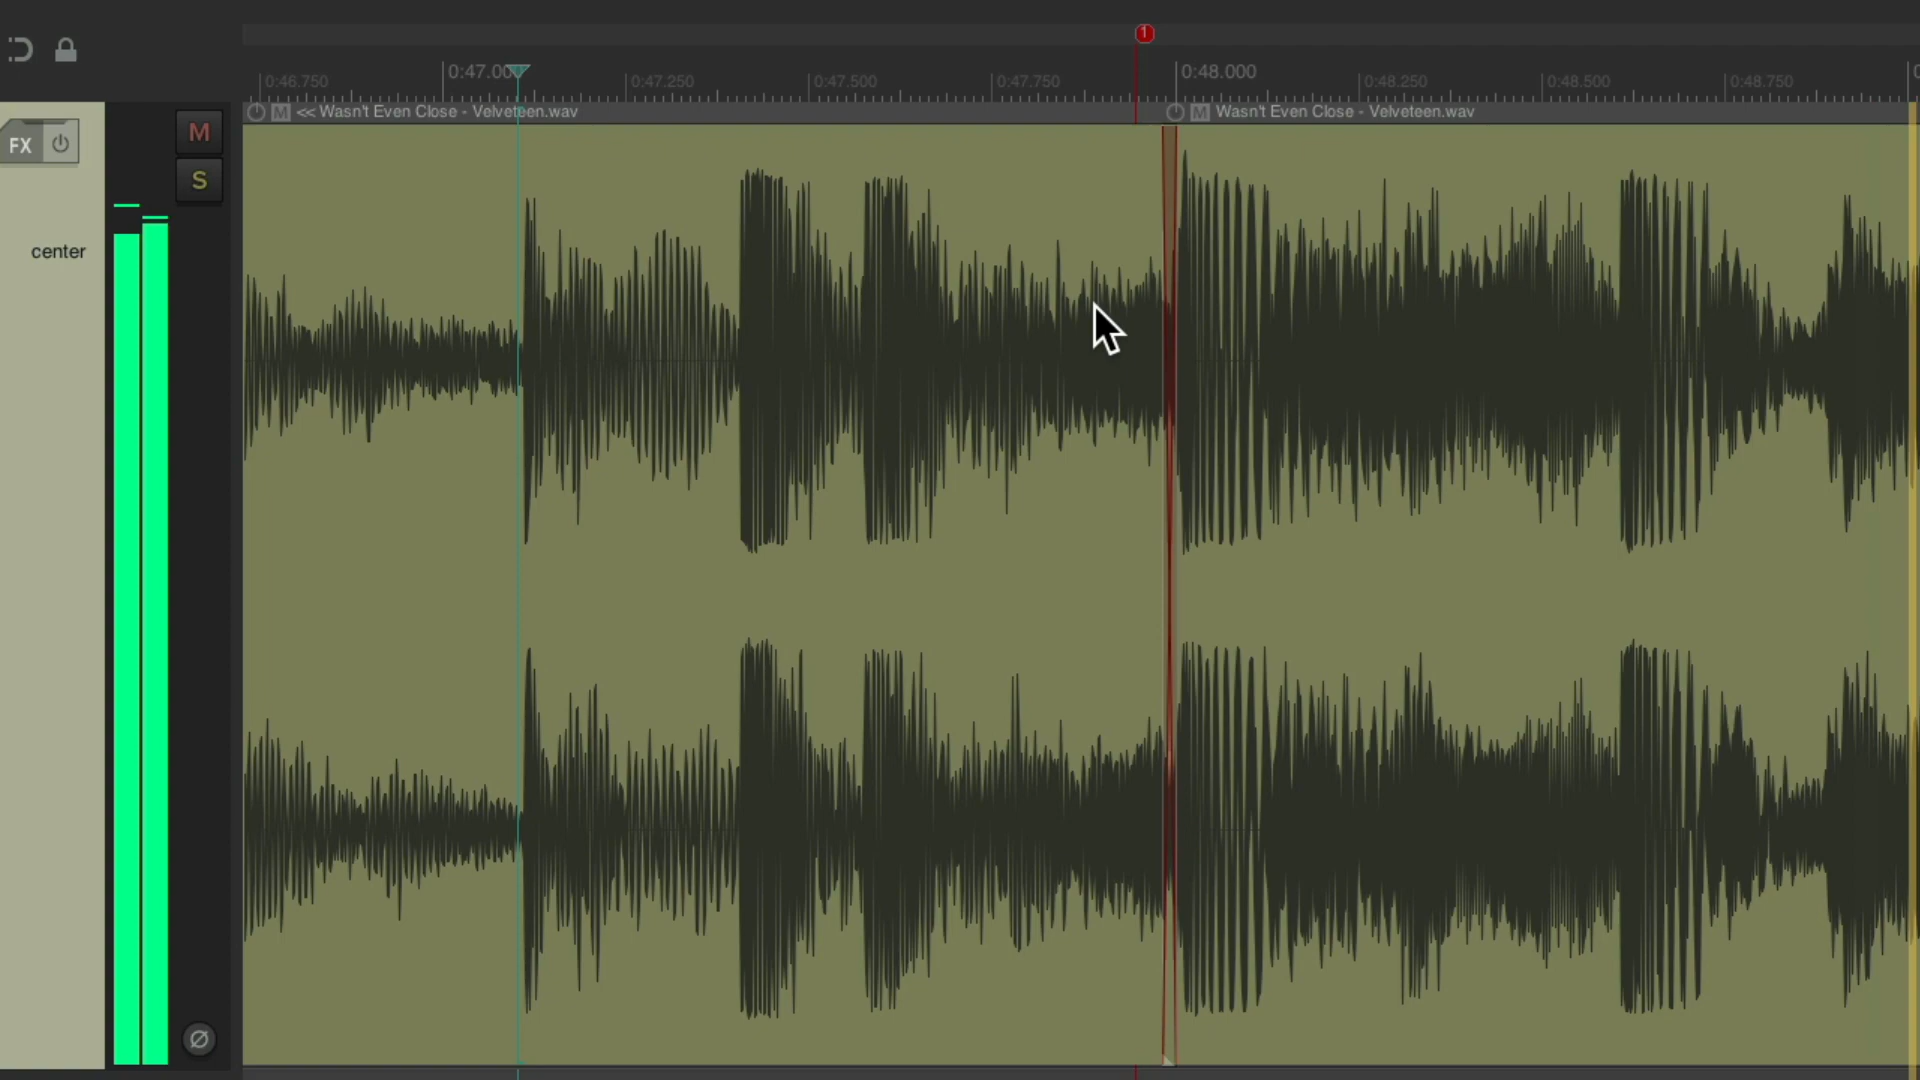 1
0:46.750 0:47.00 0:47.250 0:47.500 0:47.750 0:48.000 0:48.250 0:48.500 0:48.750
M << Wasn't Even Close - Velveteen.wav M Wasn't Even Close - Velveteen.wav
M
FX
S
center